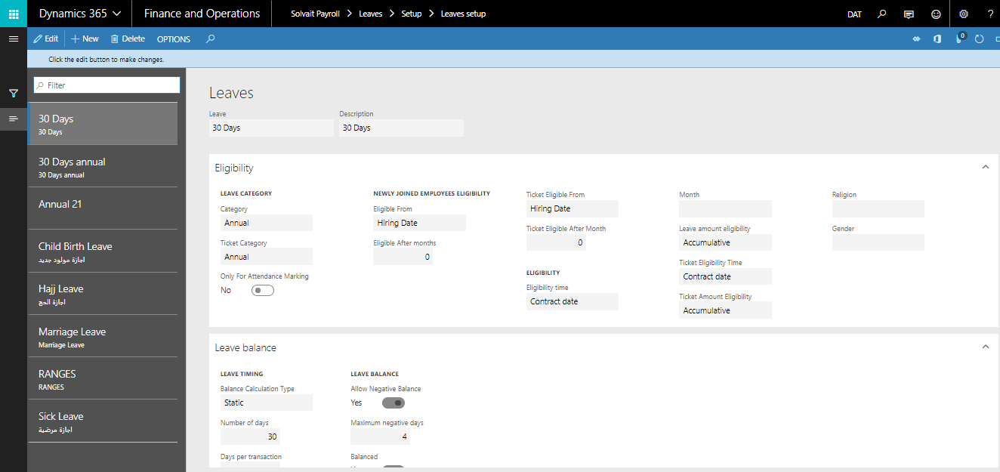 Dynamics 365
Finance and Operations
Solvait Payroll > Leaves > Setup > Leaves setup
DAT
?
Edit
New
Delete
OPTIONS
0
Click the edit button to make changes.
Filter
30 Days
30 Days
30 Days annual
30 Days annual
Annual 21
Child Birth Leave
اجازة مولود جديد
Hajj Leave
اجازة الحج
Marriage Leave
Marriage Leave
RANGES
RANGES
Sick Leave
اجازة مرضية
Leaves
Leave
30 Days
Description
30 Days
Eligibility
LEAVE CATEGORY
Category
Annual
Ticket Category
Annual
Only For Attendance Marking
No
NEWLY JOINED EMPLOYEES ELIGIBILITY
Eligible From
Hiring Date
Eligible After months
0
Ticket Eligible From
Hiring Date
Ticket Eligible After Month
0
ELIGIBILITY
Eligibility time
Contract date
Month
Leave amount eligibility
Accumulative
Ticket Eligibility Time
Contract date
Ticket Amount Eligibility
Accumulative
Religion
Gender
Leave balance
LEAVE TIMING
Balance Calculation Type
Static
Number of days
30
Days per transaction
LEAVE BALANCE
Allow Negative Balance
Yes
Maximum negative days
4
Balanced